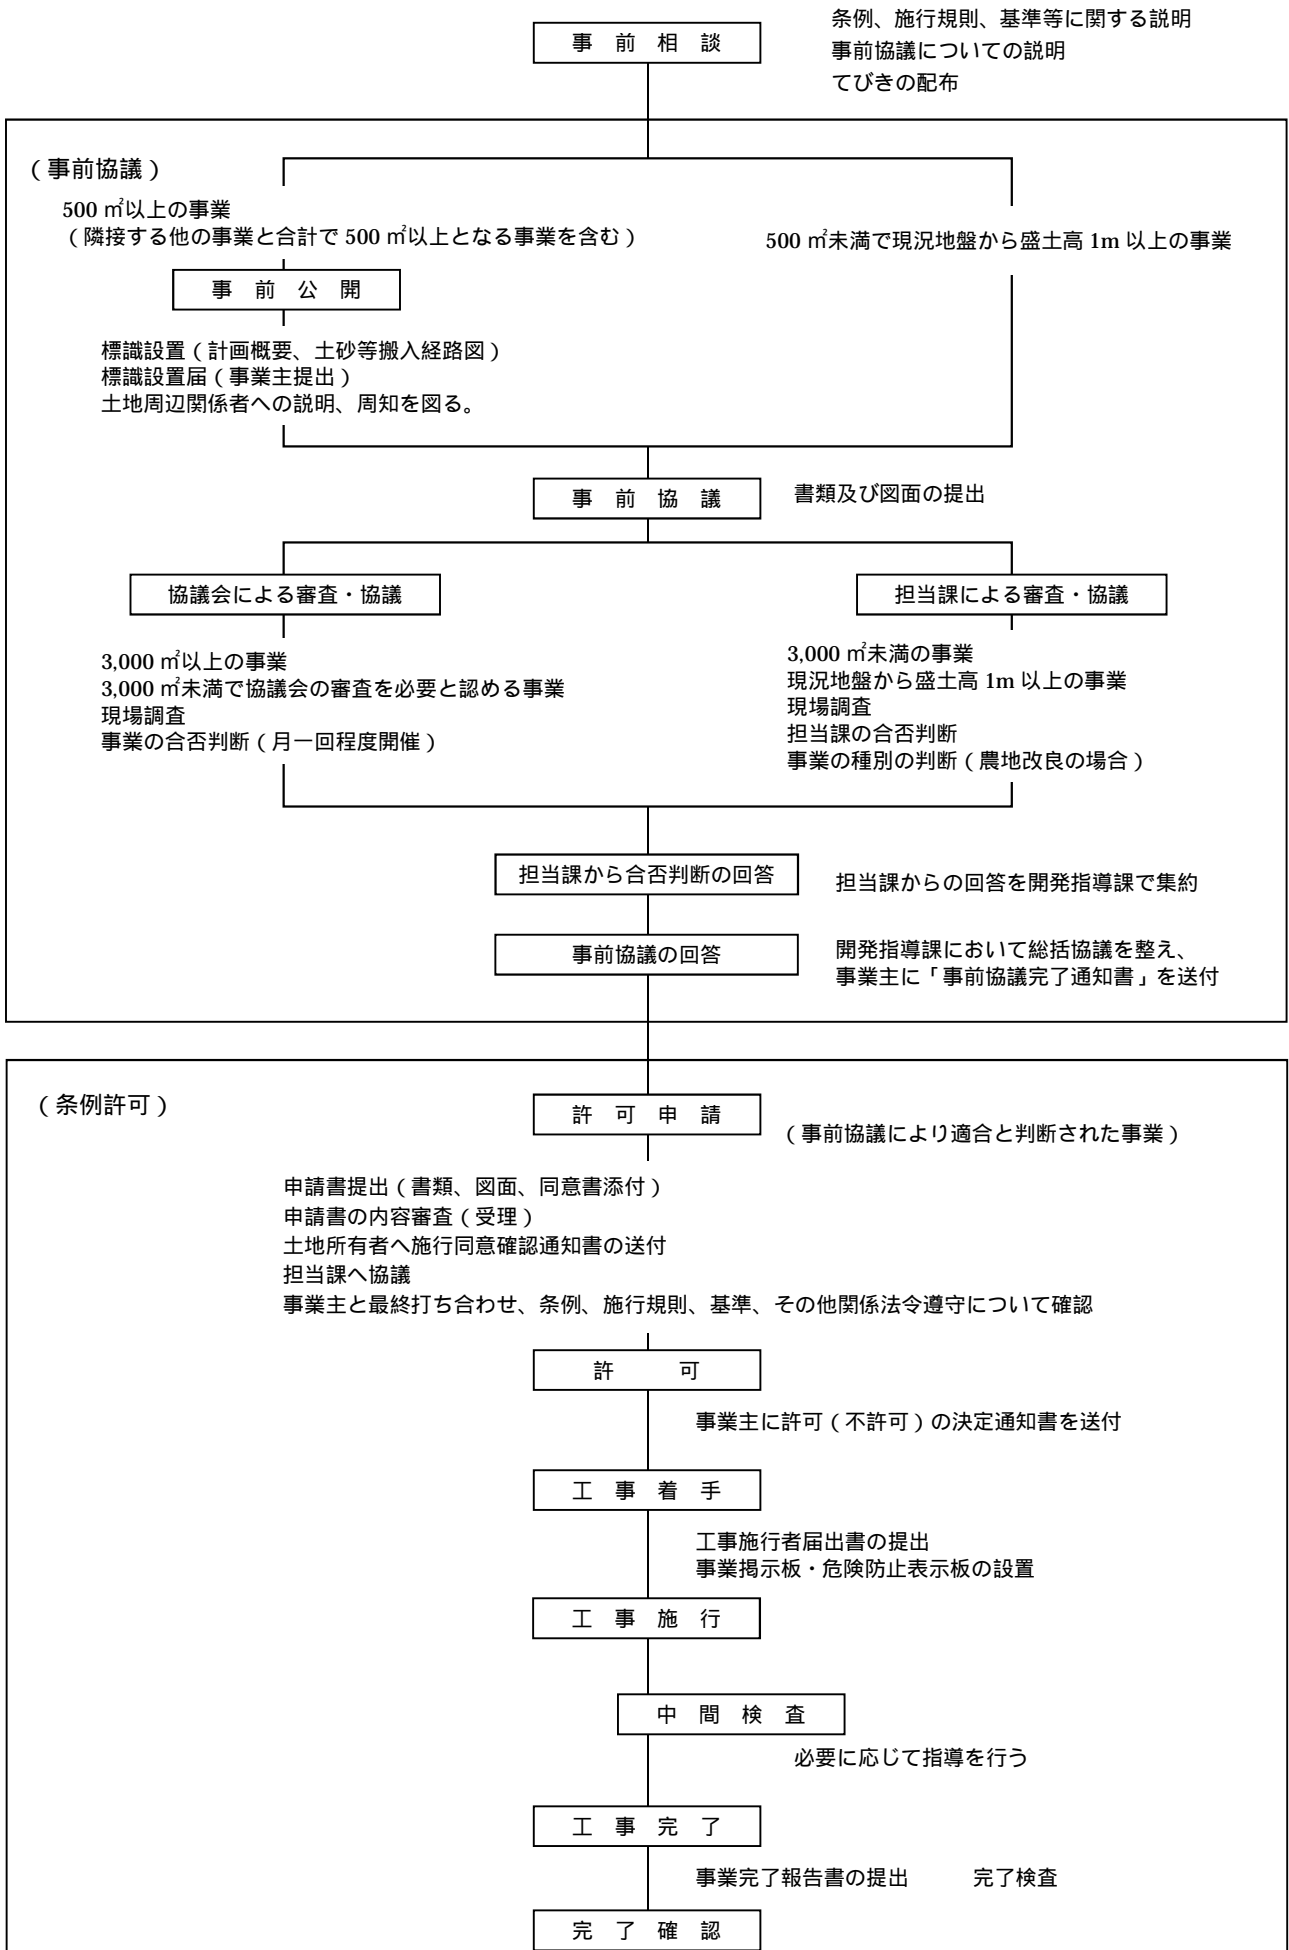 事前相談
条例、施行規則、基準等に関する説明
事前協議についての説明
てびきの配布
（事前協議）
500㎡以上の事業
（隣接する他の事業と合計で500㎡以上となる事業を含む）
500㎡未満で現況地盤から盛土高1m以上の事業
事前公開
標識設置（計画概要、土砂等搬入経路図）
標識設置届（事業主提出）
土地周辺関係者への説明、周知を図る。
事前協議
書類及び図面の提出
協議会による審査・協議
3,000㎡以上の事業
3,000㎡未満で協議会の審査を必要と認める事業
現場調査
事業の合否判断（月一回程度開催）
担当課による審査・協議
3,000㎡未満の事業
現況地盤から盛土高1m以上の事業
現場調査
担当課の合否判断
事業の種別の判断（農地改良の場合）
担当課から合否判断の回答
担当課からの回答を開発指導課で集約
事前協議の回答
開発指導課において総括協議を整え、
事業主に「事前協議完了通知書」を送付
（条例許可）
許可申請
（事前協議により適合と判断された事業）
申請書提出（書類、図面、同意書添付）
申請書の内容審査（受理）
土地所有者へ施行同意確認通知書の送付
担当課へ協議
事業主と最終打ち合わせ、条例、施行規則、基準、その他関係法令遵守について確認
許可
事業主に許可（不許可）の決定通知書を送付
工事着手
工事施行者届出書の提出
事業掲示板・危険防止表示板の設置
工事施行
中間検査
必要に応じて指導を行う
工事完了
事業完了報告書の提出　完了検査
完了確認